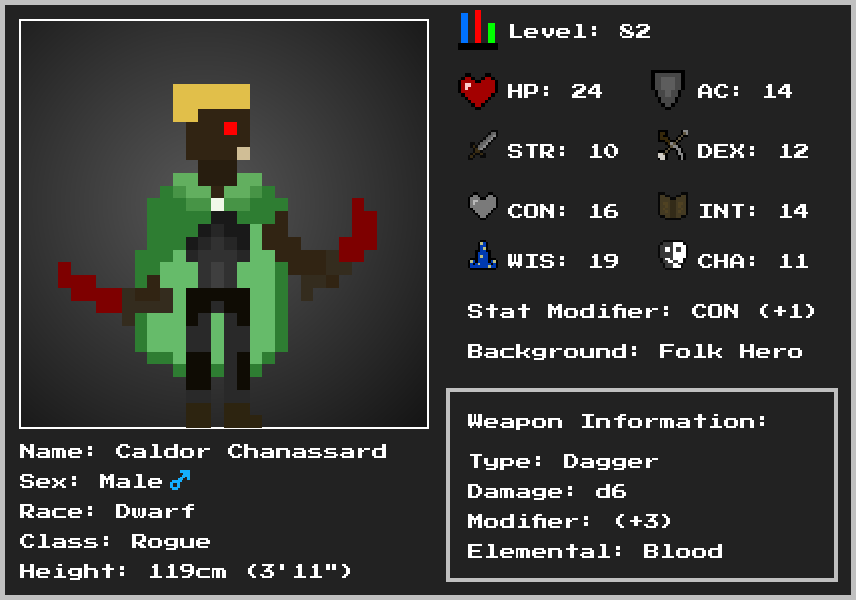 Level: 82
HP: 24
AC: 14
STR: 10
DEX: 12
CON: 16
INT: 14
WIS: 19
CHA: 11
Stat Modifier: CON (+1)
Background: Folk Hero
Weapon Information:
Type: Dagger
Damage: d6
Modifier: (+3)
Elemental: Blood
Name: Caldor Chanassard
Sex: Male♂
Race: Dwarf
Class: Rogue
Height: 119cm (3'11")